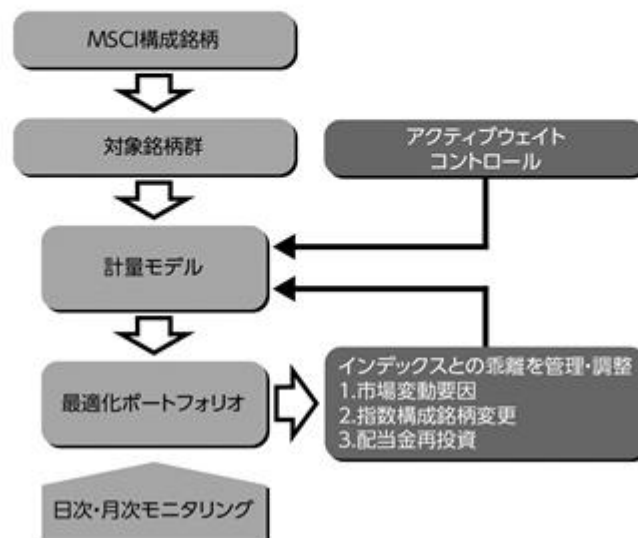 MSCI構成銘柄
対象銘柄群
アクティブウェイト
コントロール
計量モデル
最適化ポートフォリオ
インデックスとの乖離を管理・調整
1.市場変動要因
2.指数構成銘柄変更
3.配当金再投資
日次・月次モニタリング